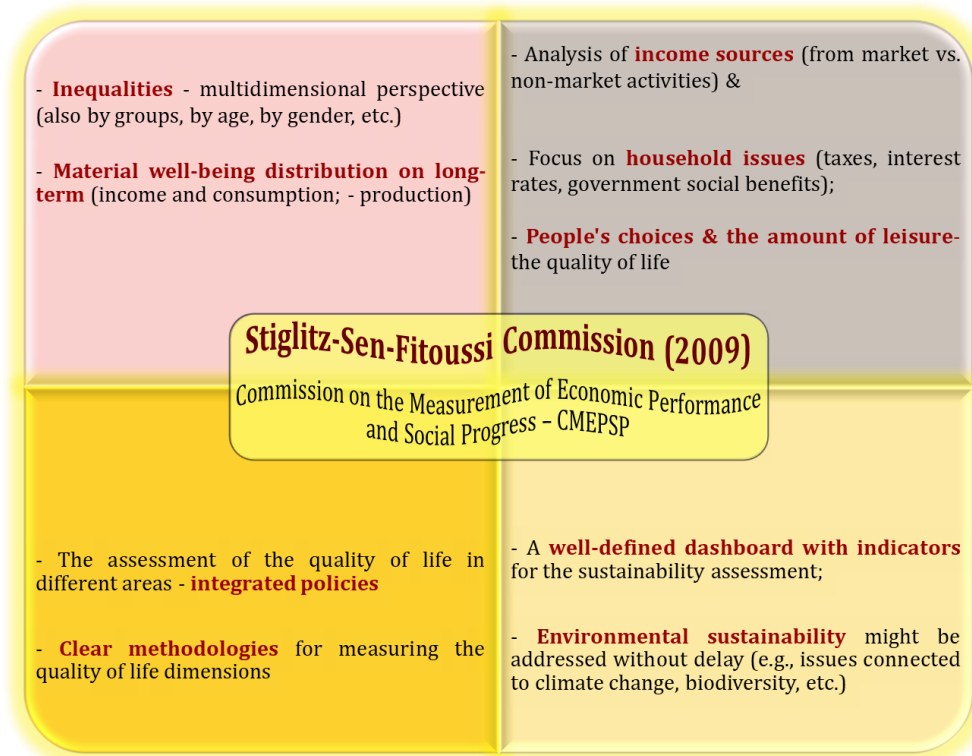 - Inequalities - multidimensional perspective
(also by groups, by age, by gender, etc.)
- Material well-being distribution on long-
term (income and consumption; - production)
- Analysis of income sources (from market vs.
non-market activities) &
- Focus on household issues (taxes, interest
rates, government social benefits);
- People's choices & the amount of leisure-
the quality of life
Stiglitz-Sen-Fitoussi Commission (2009)
Commission on the Measurement of Economic Performance
and Social Progress – CMEPSP
- The assessment of the quality of life in
different areas - integrated policies
- Clear methodologies for measuring the
quality of life dimensions
- A well-defined dashboard with indicators
for the sustainability assessment;
- Environmental sustainability might be
addressed without delay (e.g., issues connected
to climate change, biodiversity, etc.)